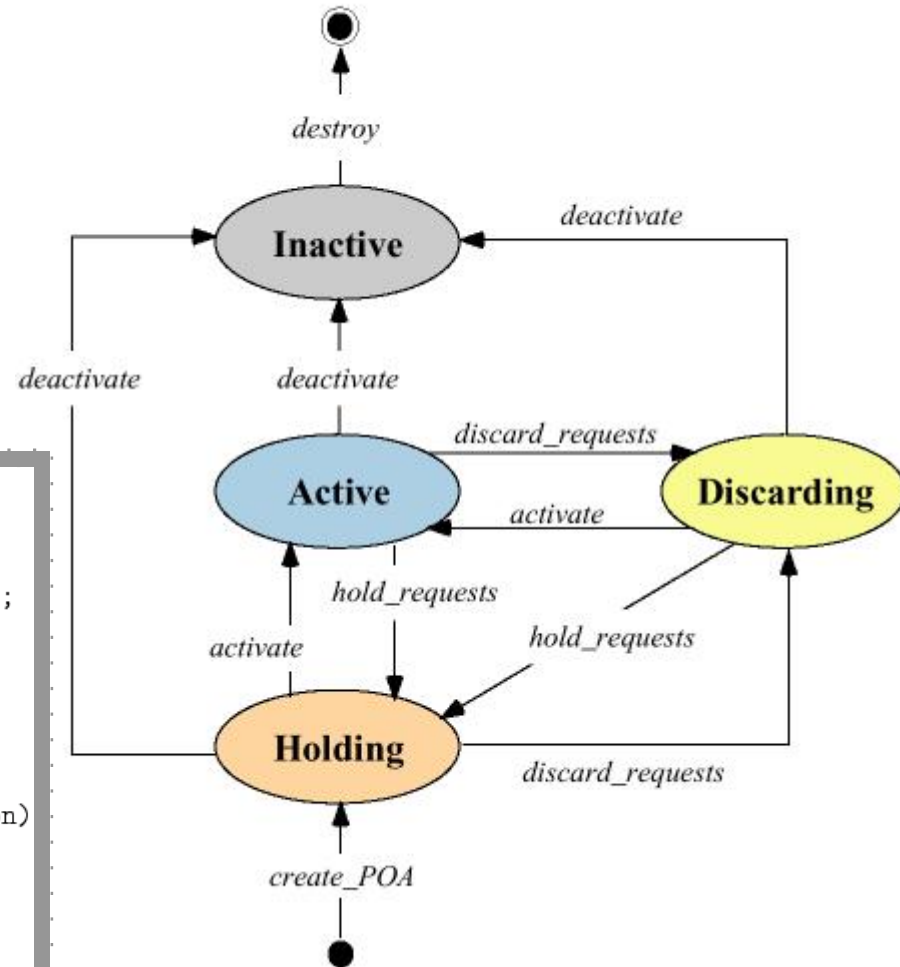 destroy
Inactive
deactivate
deactivate
deactivate
discard_requests
Active
Discarding
activate
;
hold_requests
activate
hold_requests
Holding
discard_requests
n)
create_POA